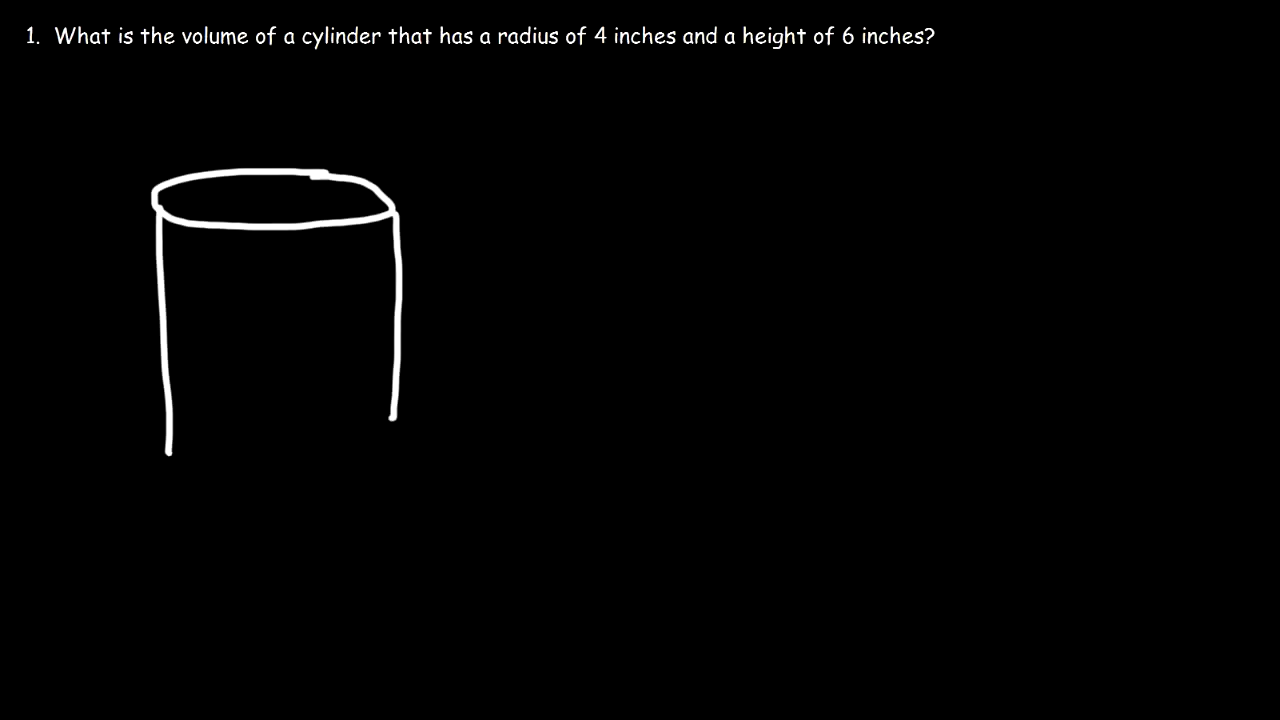 1. What is the volume of a cylinder that has a radius of 4 inches and a height of 6 inches?